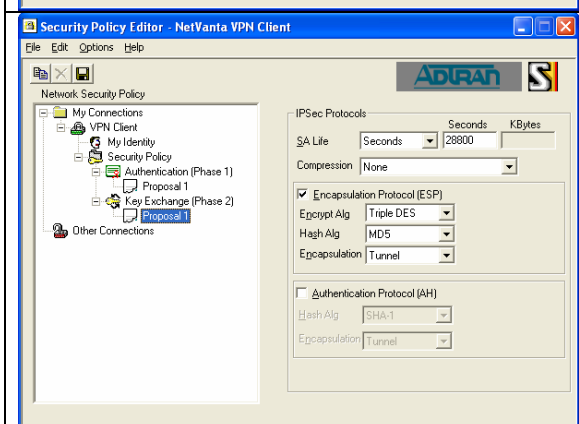 Security Policy Editor - NetVanta VPN Client
File Edit Options Help
ADTRAN S
Network Security Policy
My Connections
VPN Client
My Identity
Security Policy
Authentication (Phase 1)
Proposal 1
Key Exchange (Phase 2)
Proposal 1
Other Connections
IPSec Protocols
Seconds KBytes
SA Life Seconds 28800
Compression None
Encapsulation Protocol (ESP)
Encrypt Alg Triple DES
Hash Alg MD5
Encapsulation Tunnel
Authentication Protocol (AH)
Hash Alg SHA-1
Encapsulation Tunnel